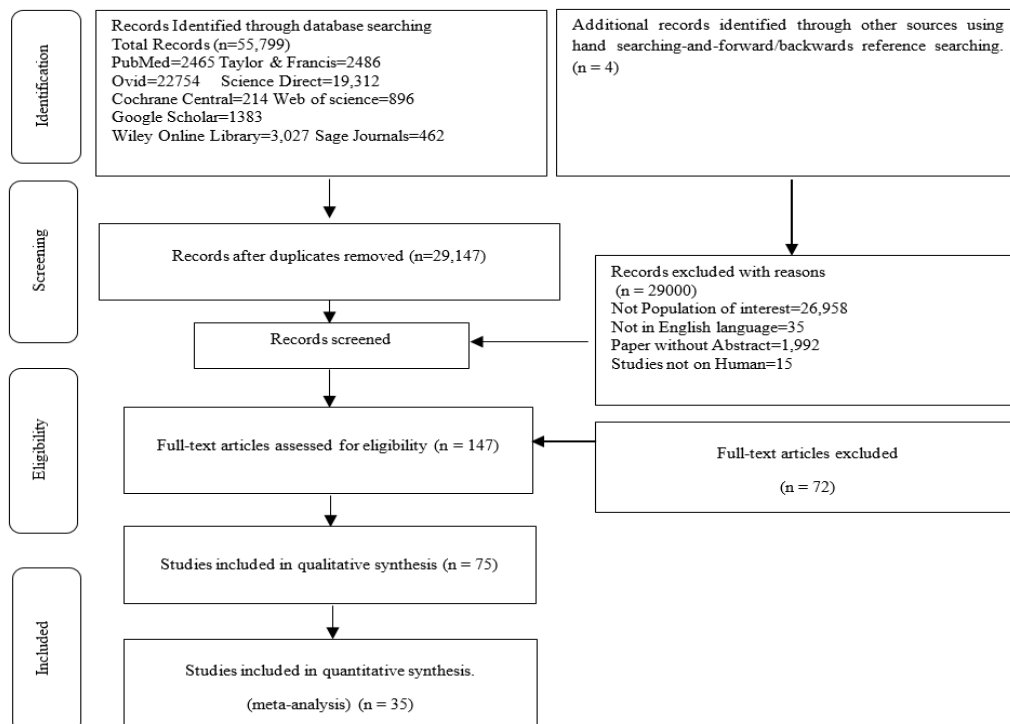 Identification
Records Identified through database searching
Total Records (n=55,799)
PubMed=2465 Taylor & Francis=2486
Ovid=22754 Science Direct=19,312
Cochrane Central=214 Web of science=896
Google Scholar=1383
Wiley Online Library=3,027 Sage Journals=462
Additional records identified through other sources using
hand searching-and-forward/backwards reference searching.
(n = 4)
Screening
Records after duplicates removed (n=29,147)
Records excluded with reasons
(n = 29000)
Not Population of interest=26,958
Not in English language=35
Paper without Abstract=1,992
Studies not on Human=15
Records screened
Eligibility
Full-text articles assessed for eligibility (n = 147)
Full-text articles excluded
(n = 72)
Studies included in qualitative synthesis (n = 75)
Included
Studies included in quantitative synthesis.
(meta-analysis) (n = 35)